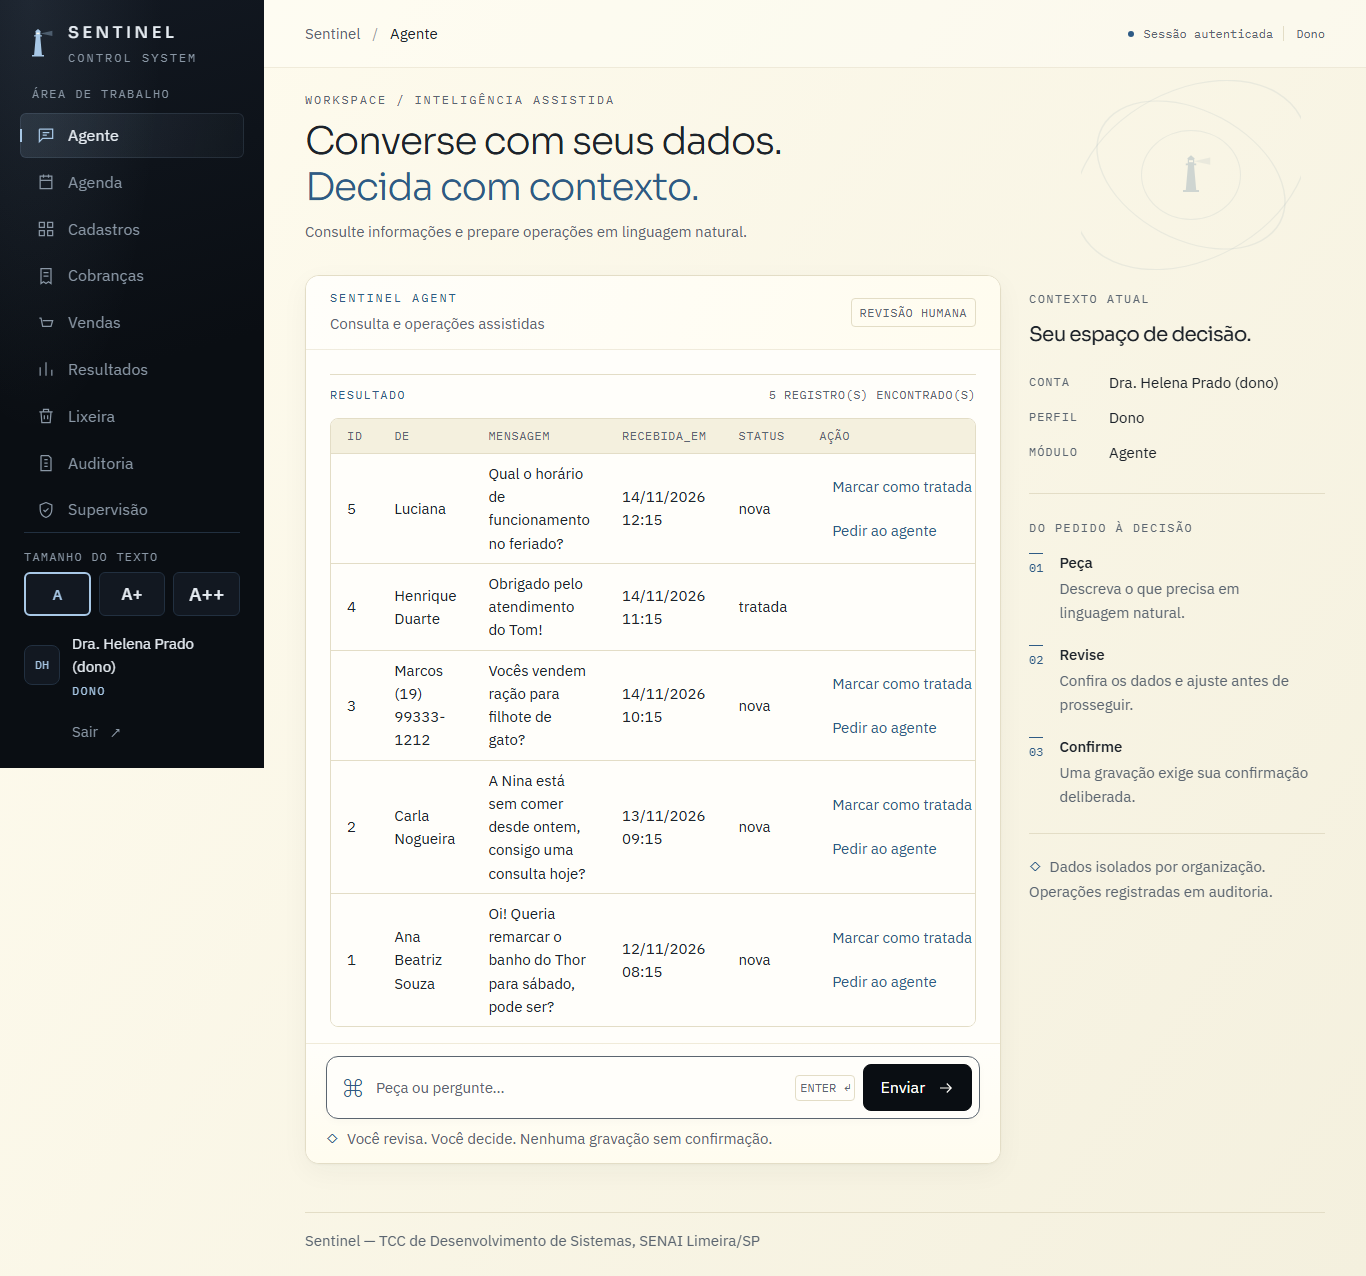 SENTINEL
CONTROL SYSTEM
ÁREA DE TRABALHO
Agente
Agenda
Cadastros
Cobranças
Vendas
Resultados
Lixeira
Auditoria
Supervisão
TAMANHO DO TEXTO
A A+ A++
DH
Dra. Helena Prado
(dono)
DONO
Sair ↗
Sentinel / Agente
Sessão autenticada Dono
WORKSPACE / INTELIGÊNCIA ASSISTIDA
Converse com seus dados.
Decida com contexto.
Consulte informações e prepare operações em linguagem natural.
SENTINEL AGENT
Consulta e operações assistidas
REVISÃO HUMANA
RESULTADO
5 REGISTRO(S) ENCONTRADO(S)
ID DE MENSAGEM RECEBIDA_EM STATUS AÇÃO
5
Luciana
Qual o horário
de
funcionamento
no feriado?
14/11/2026
12:15
nova
Marcar como tratada
Pedir ao agente
4
Henrique
Duarte
Obrigado pelo
atendimento
do Tom!
14/11/2026
11:15
tratada
3
Marcos
(19)
99333-
1212
Vocês vendem
ração para
filhote de
gato?
14/11/2026
10:15
nova
Marcar como tratada
Pedir ao agente
2
Carla
Nogueira
A Nina está
sem comer
desde ontem,
consigo uma
consulta hoje?
13/11/2026
09:15
nova
Marcar como tratada
Pedir ao agente
1
Ana
Beatriz
Souza
Oi! Queria
remarcar o
banho do Thor
para sábado,
pode ser?
12/11/2026
08:15
nova
Marcar como tratada
Pedir ao agente
⌘ Peça ou pergunte...
ENTER ↲
Enviar →
◇ Você revisa. Você decide. Nenhuma gravação sem confirmação.
CONTEXTO ATUAL
Seu espaço de decisão.
CONTA Dra. Helena Prado (dono)
PERFIL Dono
MÓDULO Agente
DO PEDIDO À DECISÃO
01 Peça
Descreva o que precisa em
linguagem natural.
02 Revise
Confira os dados e ajuste antes de
prosseguir.
03 Confirme
Uma gravação exige sua confirmação
deliberada.
◇ Dados isolados por organização.
Operações registradas em auditoria.
Sentinel — TCC de Desenvolvimento de Sistemas, SENAI Limeira/SP